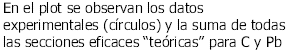 En el plot se observan los datos
experimentales (círculos) y la suma de todas
las secciones eficaces “teóricas” para C y Pb